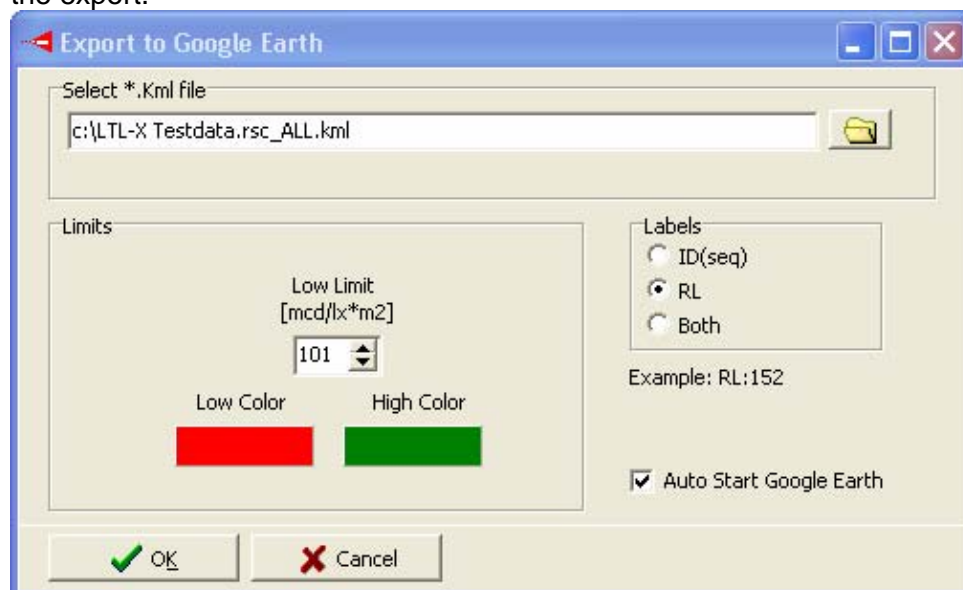 the export.
Export to Google Earth
Select *.Kml file
c:\LTL-X Testdata.rsc_ALL.kml
Limits
Low Limit
[mcd/lx*m2]
101
Low Color High Color
Labels
ID(seq)
RL
Both
Example: RL:152
Auto Start Google Earth
OK Cancel